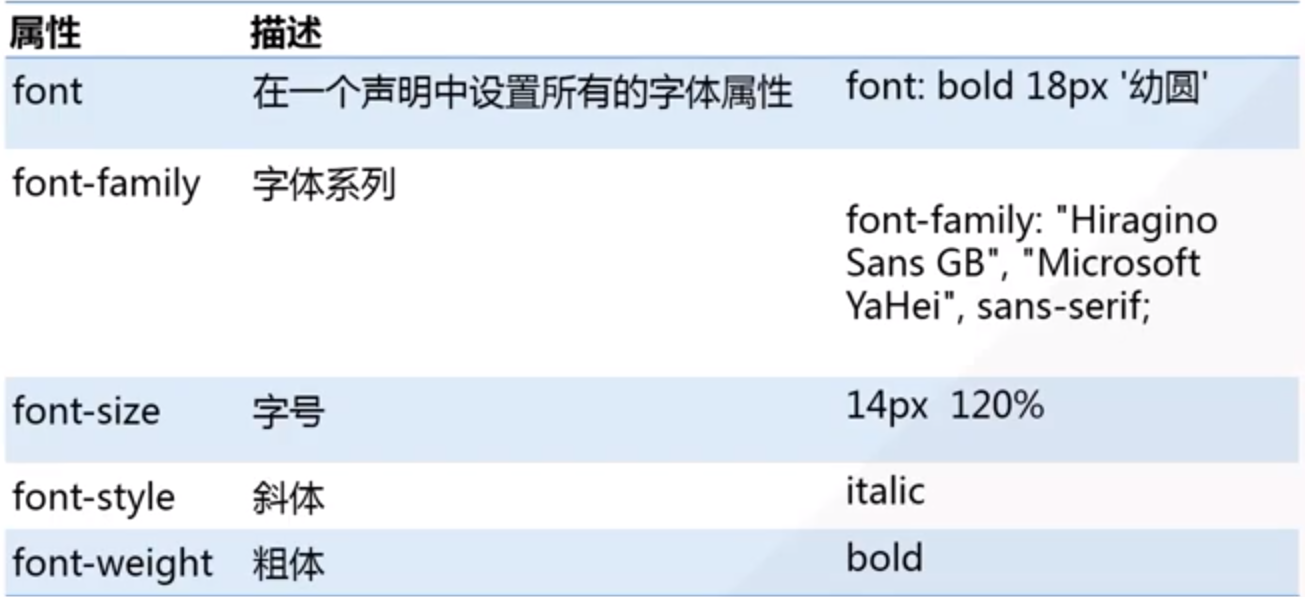 属性 描述
font 在一个声明中设置所有的字体属性 font: bold 18px '幼圆'
font-family 字体系列
font-family: "Hiragino
Sans GB", "Microsoft
YaHei", sans-serif;
font-size 字号 14px 120%
font-style 斜体 italic
font-weight 粗体 bold